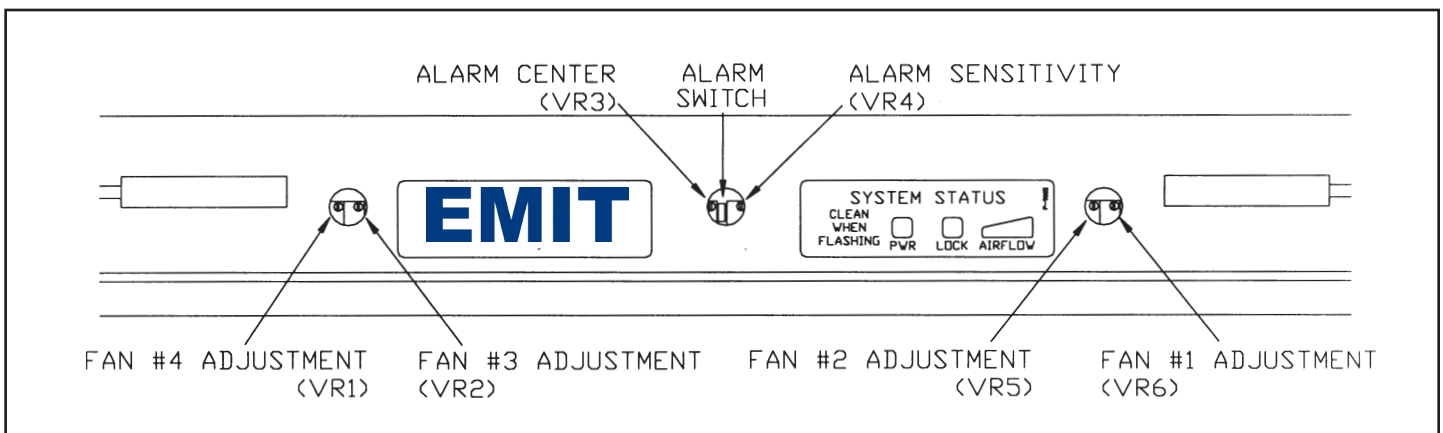 ALARM CENTER
(VR3)
ALARM
SWITCH
ALARM SENSITIVITY
(VR4)
EMIT
SYSTEM STATUS
CLEAN
WHEN
FLASHING
PWR
LOCK
AIRFLOW
FAN #4 ADJUSTMENT
(VR1)
FAN #3 ADJUSTMENT
(VR2)
FAN #2 ADJUSTMENT
(VR5)
FAN #1 ADJUSTMENT
(VR6)